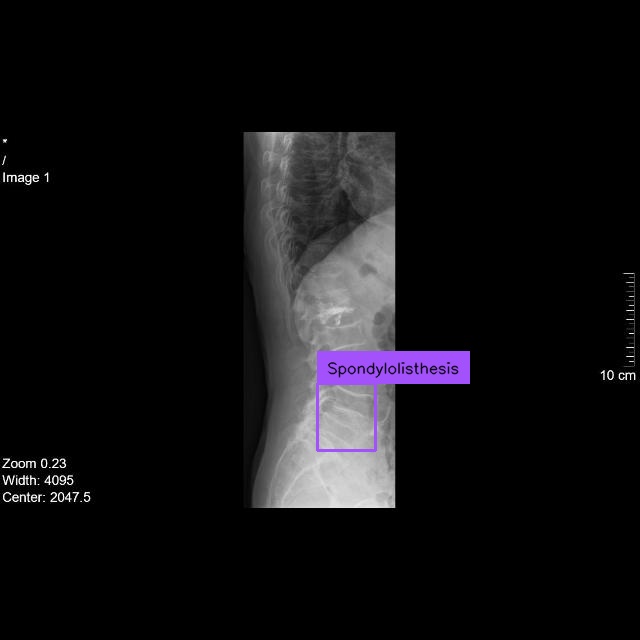 *
/
Image 1
Spondylolisthesis
10 cm
Zoom 0.23
Width: 4095
Center: 2047.5